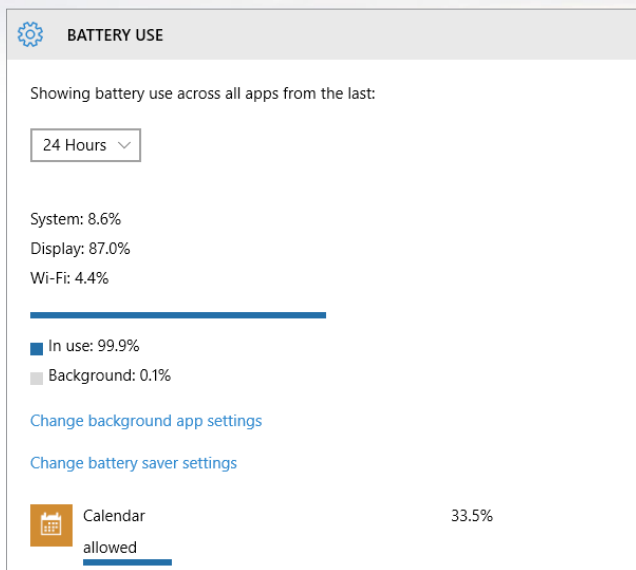 BATTERY USE
Showing battery use across all apps from the last:
24 Hours
System: 8.6%
Display: 87.0%
Wi-Fi: 4.4%
In use: 99.9%
Background: 0.1%
Change background app settings
Change battery saver settings
Calendar 33.5%
allowed